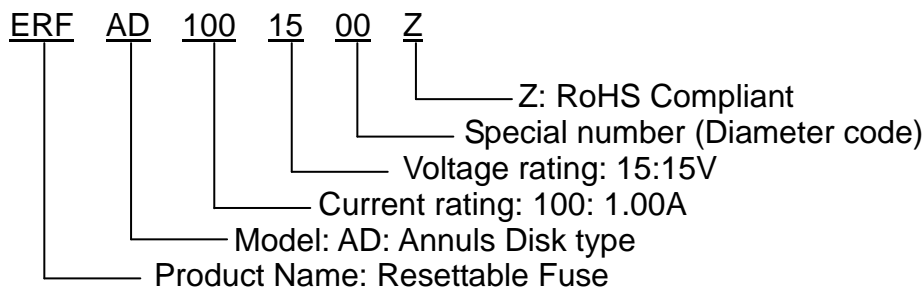 ERF AD 100 15 00 Z
Z: RoHS Compliant
Special number (Diameter code)
Voltage rating: 15:15V
Current rating: 100: 1.00A
Model: AD: Annuls Disk type
Product Name: Resettable Fuse